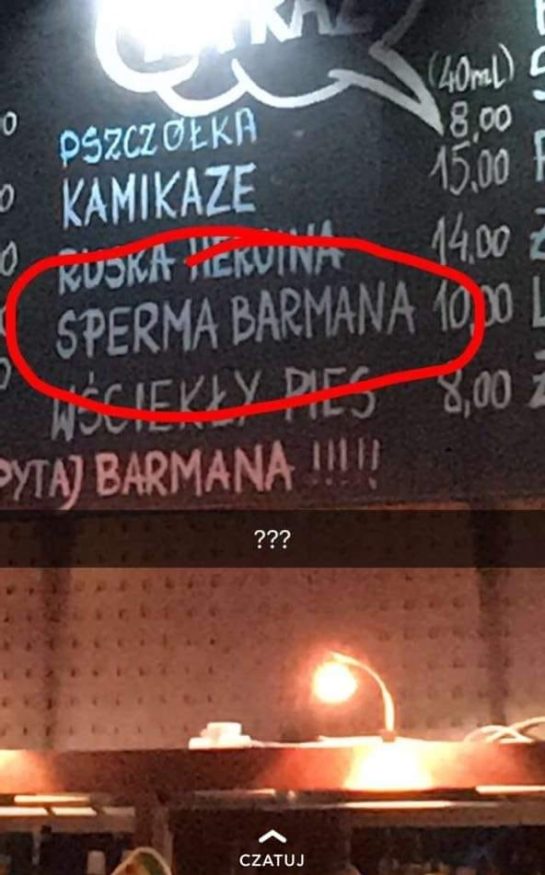 (40ml)
PSZCZÓŁKA 8,00
KAMIKAZE 15,00
RUSKA HEROINA 14,00
SPERMA BARMANA 10,00
WŚCIEKŁY PIES 8,00
PYTAJ BARMANA !!!!!
???
CZATUJ